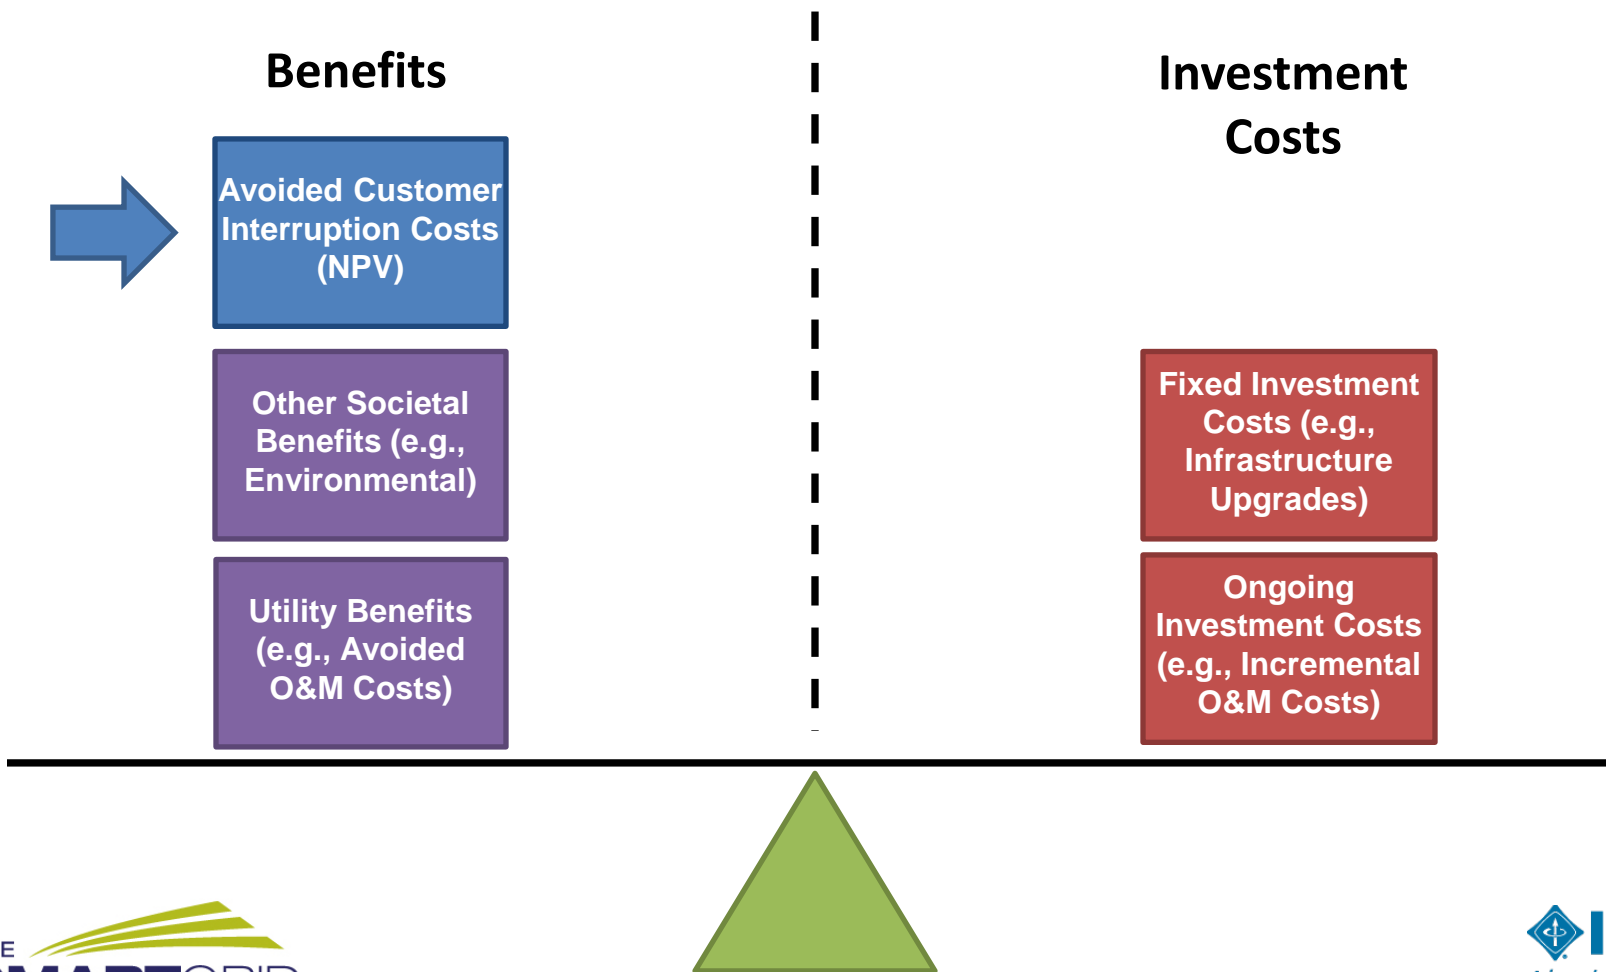 Benefits
Avoided Customer
Interruption Costs
(NPV)
Other Societal
Benefits (e.g.,
Environmental)
Utility Benefits
(e.g., Avoided
O&M Costs)
Investment
Costs
Fixed Investment
Costs (e.g.,
Infrastructure
Upgrades)
Ongoing
Investment Costs
(e.g., Incremental
O&M Costs)